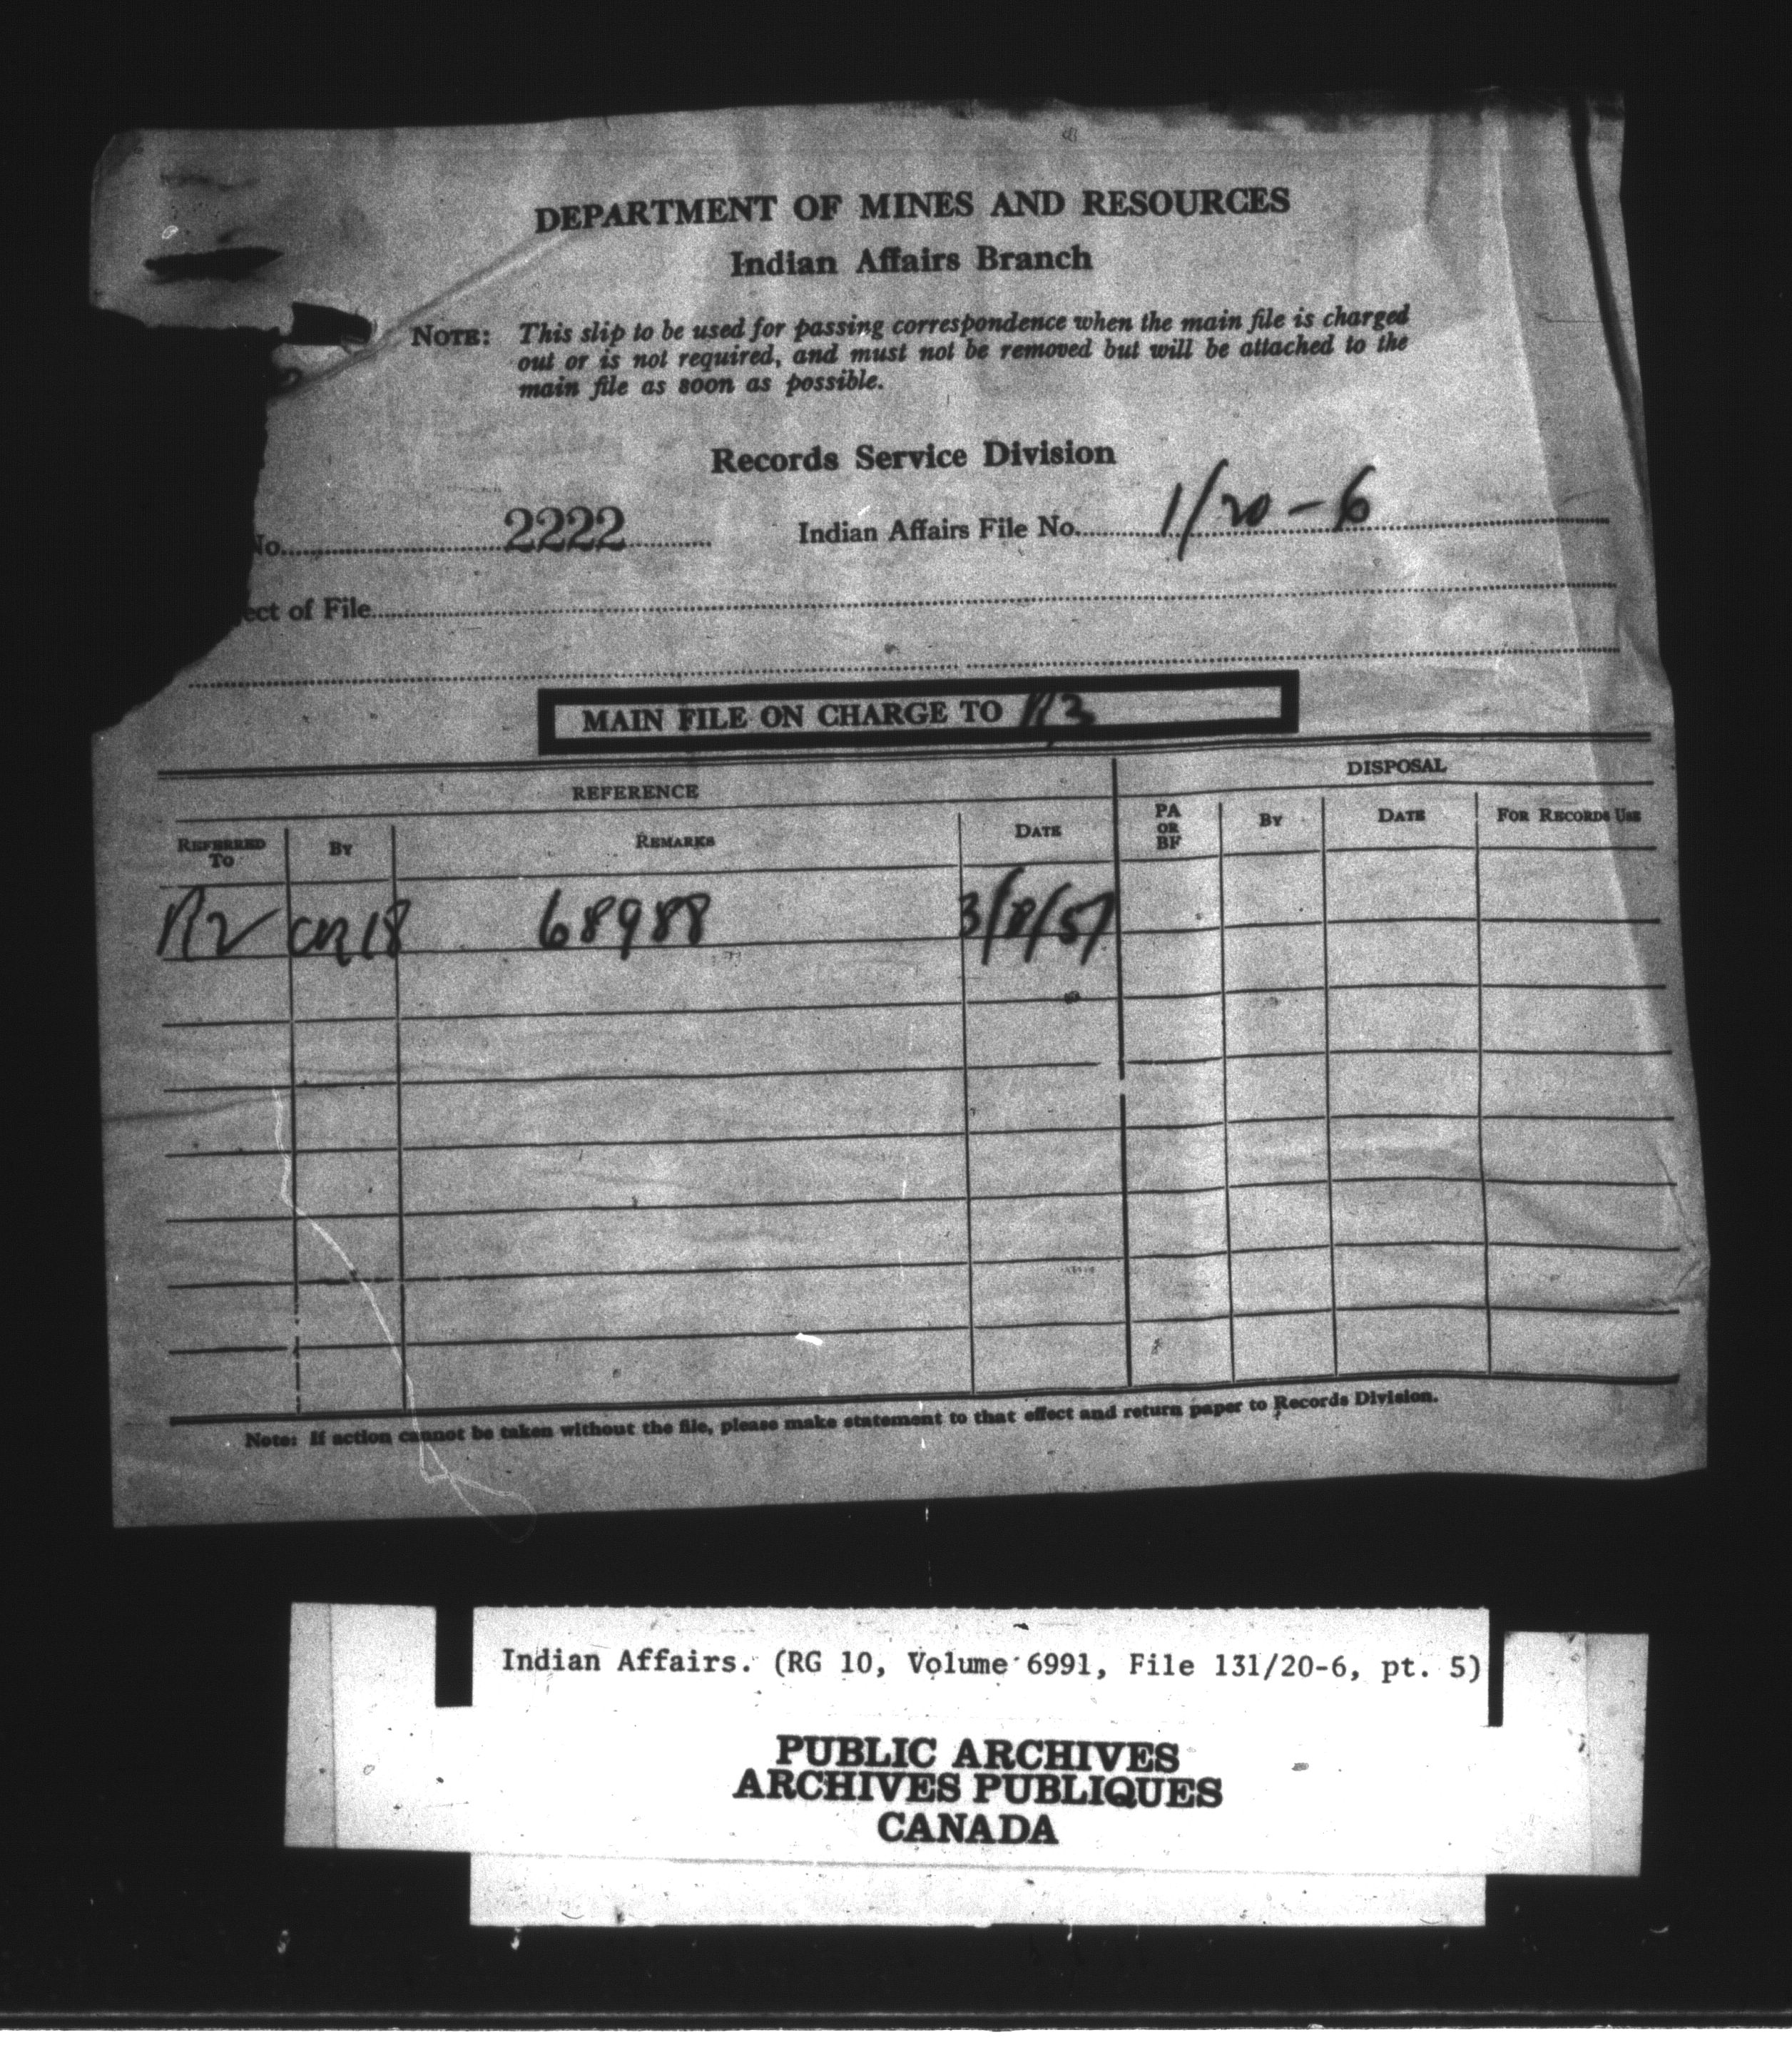 DEPARTMENT OF MINES AND RESOURCES
Indian Affairs Branch
NOTE: This slip to be used for passing correspondence when the main file is charged
out or is not required, and must not be removed but will be attached to the
main file as soon as possible.
Records Service Division
No. 2222 Indian Affairs File No. 1/20-6
ect of File
MAIN FILE ON CHARGE TO R3
REFERENCE DISPOSAL
REFERRED TO BY REMARKS DATE PA OR BF BY DATE FOR RECORDS USE
R2 68988 3/8/51
Note: If action cannot be taken without the file, please make statement to that effect and return paper to Records Division.
Indian Affairs. (RG 10, Volume 6991, File 131/20-6, pt. 5)
PUBLIC ARCHIVES
ARCHIVES PUBLIQUES
CANADA